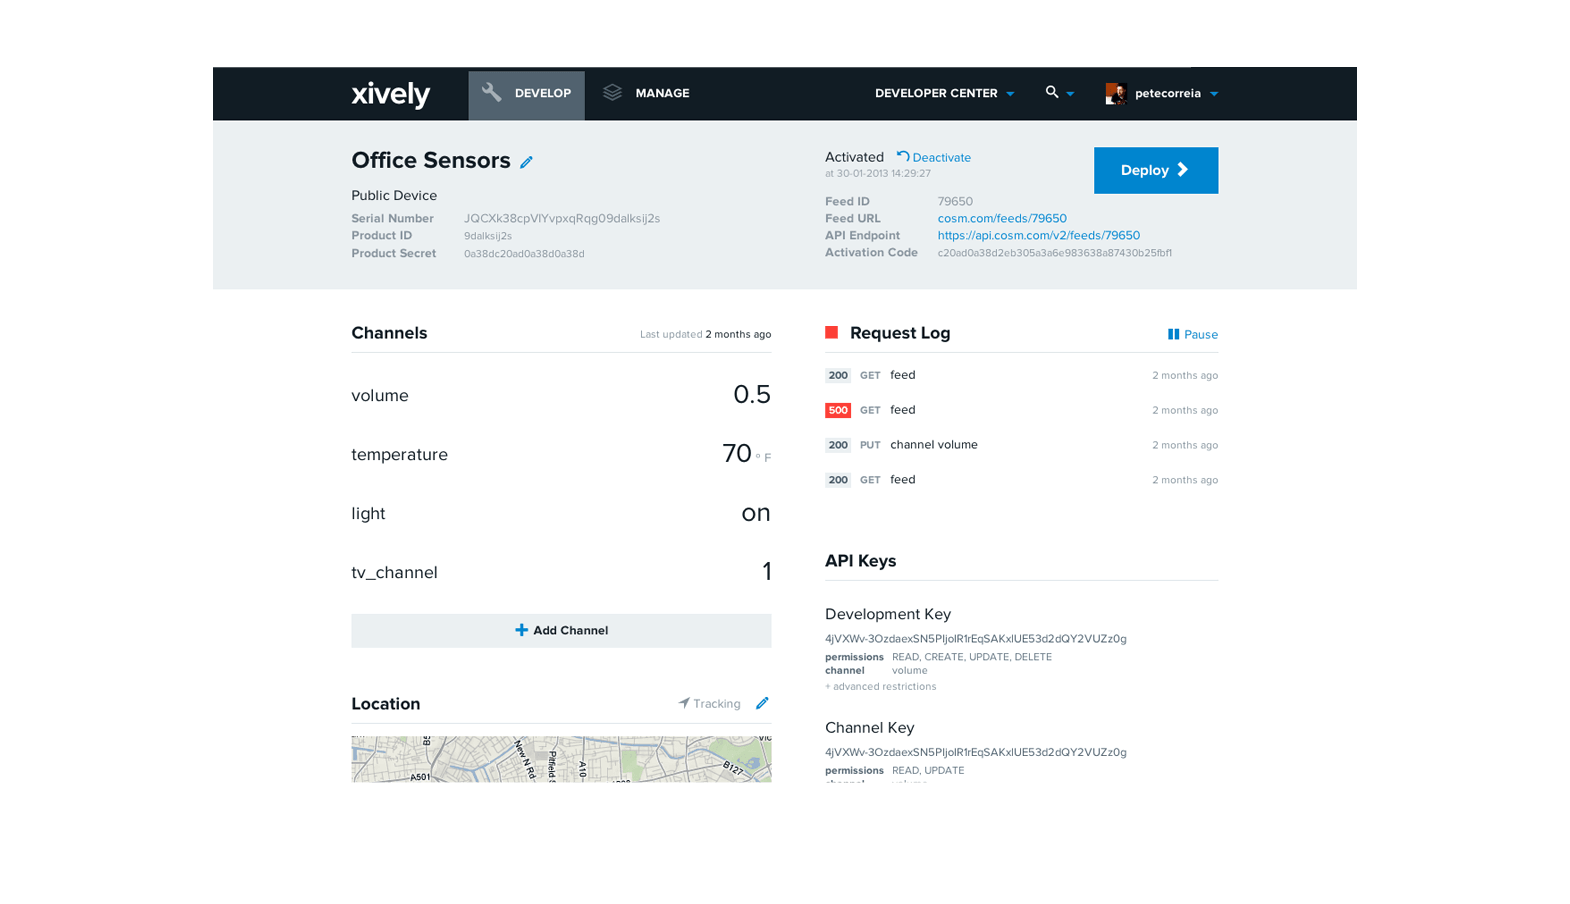 xively
DEVELOP
MANAGE
DEVELOPER CENTER
petecorreia
Office Sensors
Public Device
Serial Number JQCXk38cpVIYvpxqRqg09dalksij2s
Product ID 9dalksij2s
Product Secret 0a38dc20ad0a38d0a38d
Activated Deactivate
at 30-01-2013 14:29:27
Deploy
Feed ID 79650
Feed URL cosm.com/feeds/79650
API Endpoint https://api.cosm.com/v2/feeds/79650
Activation Code c20ad0a38d2eb305a3a6e983638a87430b25fbf1
Channels
Last updated 2 months ago
volume 0.5
temperature 70 ° F
light on
tv_channel 1
Add Channel
Location
Tracking
New N Rd
Pitfield S
A10
A501
B127
Request Log
Pause
200 GET feed 2 months ago
500 GET feed 2 months ago
200 PUT channel volume 2 months ago
200 GET feed 2 months ago
API Keys
Development Key
4jVXWv-3OzdaexSN5PIjoIR1rEqSAKxIUE53d2dQY2VUZz0g
permissions READ, CREATE, UPDATE, DELETE
channel volume
+ advanced restrictions
Channel Key
4jVXWv-3OzdaexSN5PIjoIR1rEqSAKxIUE53d2dQY2VUZz0g
permissions READ, UPDATE